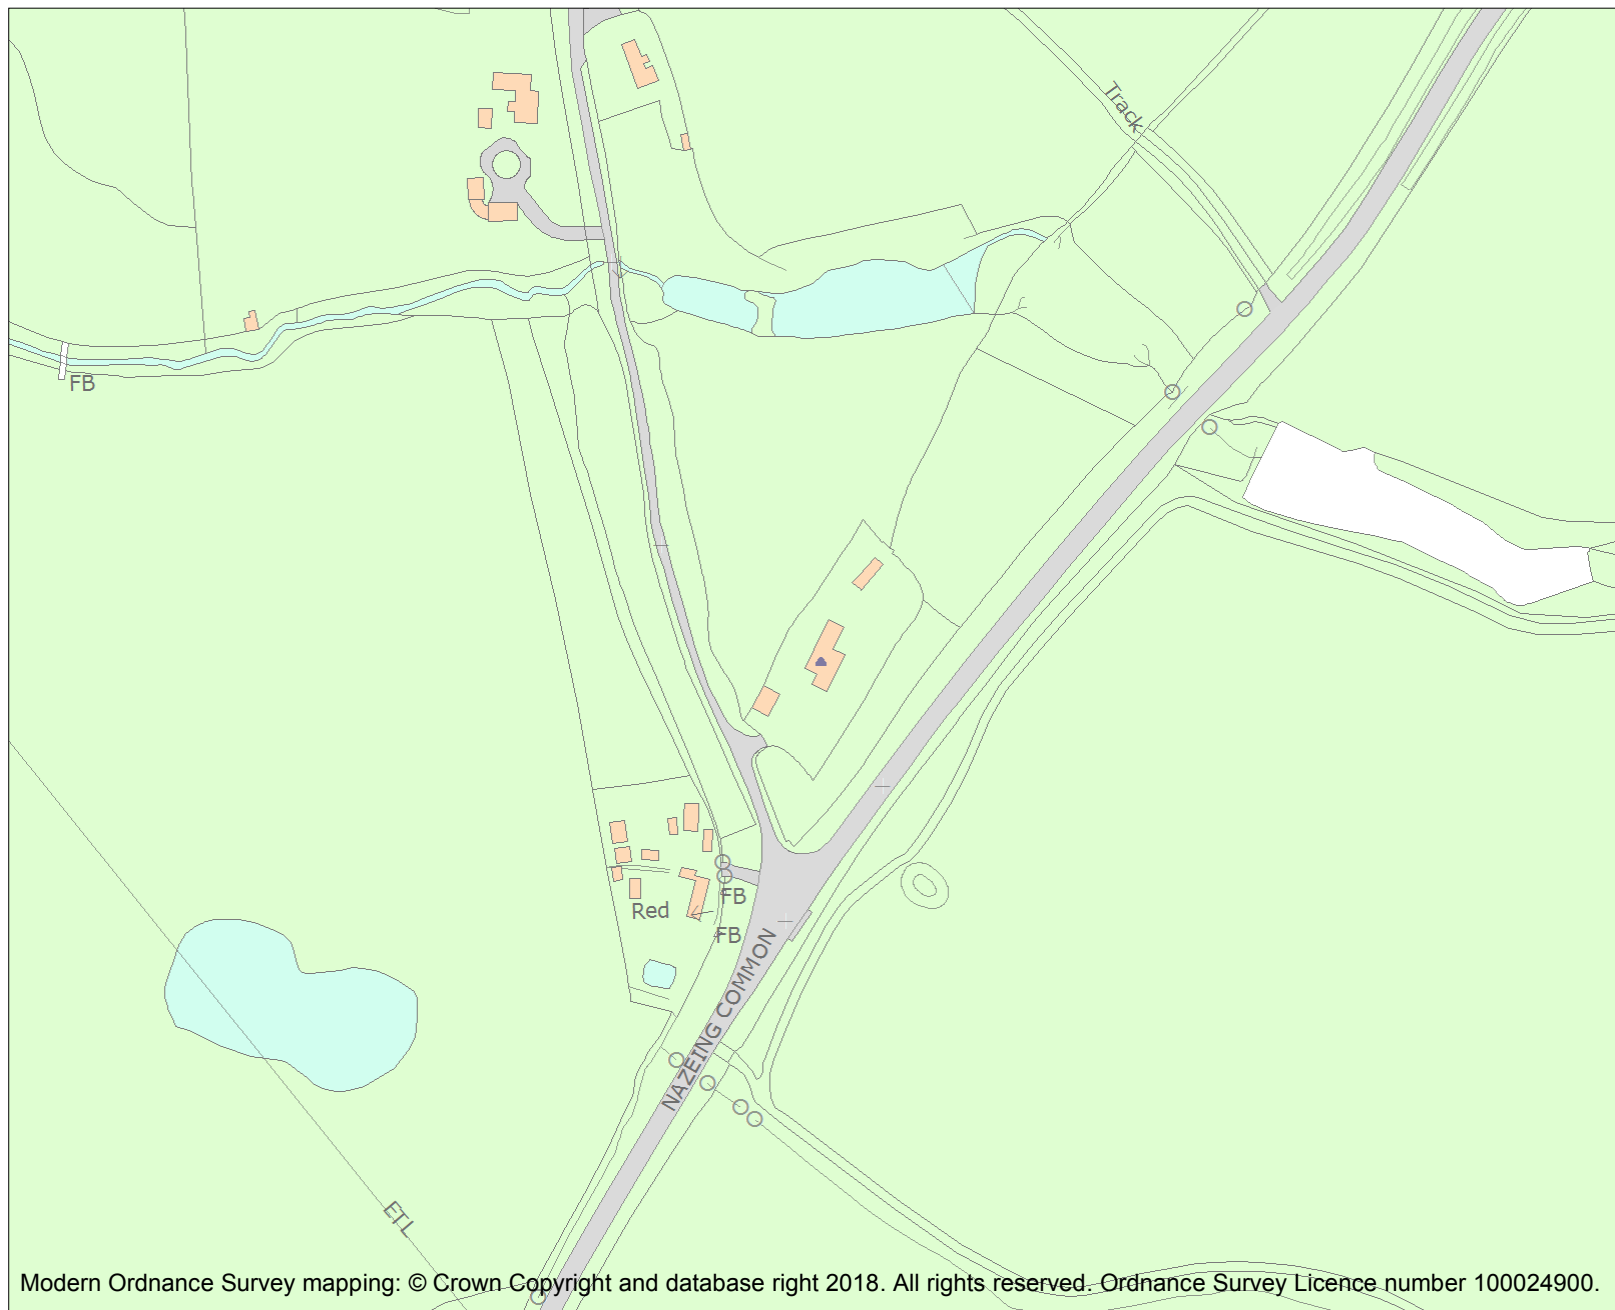 Track
FB
FB
Red
FB
NAZEING COMMON
ETL
Modern Ordnance Survey mapping: © Crown Copyright and database right 2018. All rights reserved. Ordnance Survey Licence number 100024900.